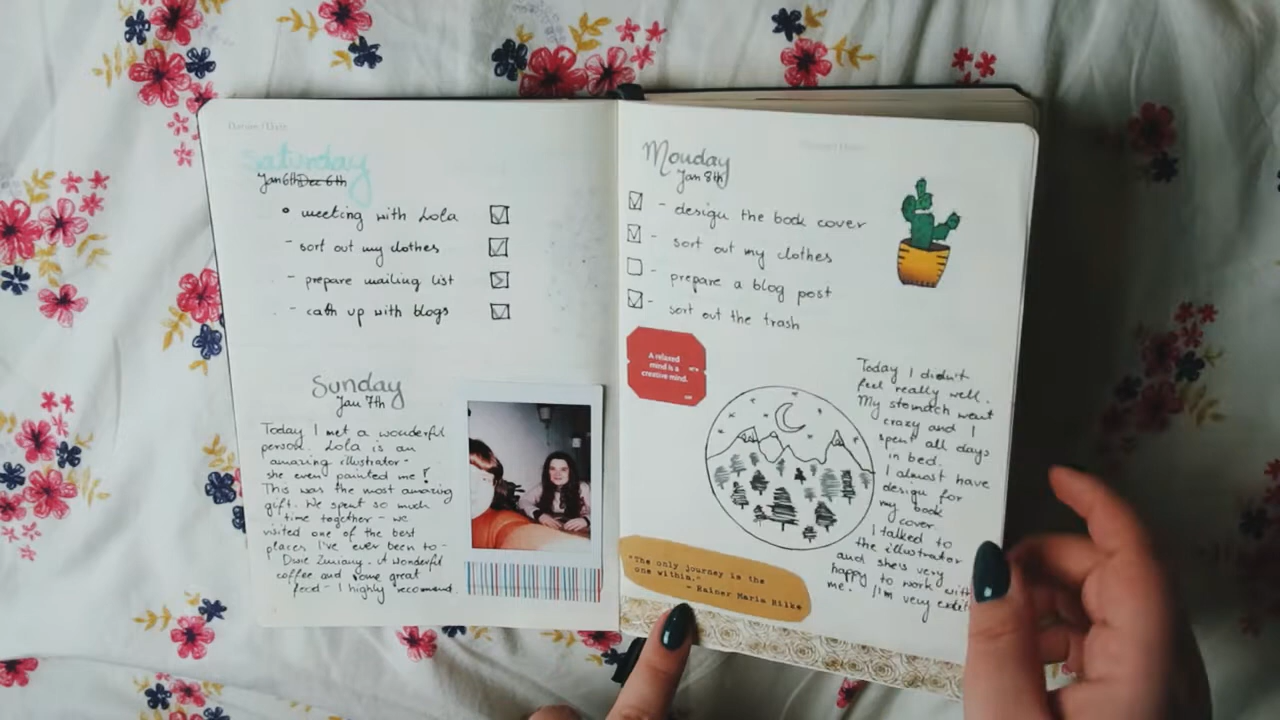 Saturday
Jan 6th Dec 6th
• meeting with Lola
- sort out my clothes
- prepare mailing list
- cath up with blogs
Sunday
Jan 7th
Today I met a wonderful
person. Lola is an
amazing illustrator -
she even painted me!
This was the most amazing
gift. We spent so much
time together - we
visited one of the best
places I've ever been to -
Dwie Zmiany. A wonderful
coffee and some great
food - I highly recomend.
Monday
Jan 8th
- design the book cover
- sort out my clothes
- prepare a blog post
- sort out the trash
A relaxed
mind is a
creative mind.
Today I didn't
feel really well.
My stomach went
crazy and I
spent all days
in bed.
I almost have
design for
my book
cover
I talked to
the illustrator
and she's very
happy to work with
me. I'm very
"The only journey is the
one within."
- Rainer Maria Rilke